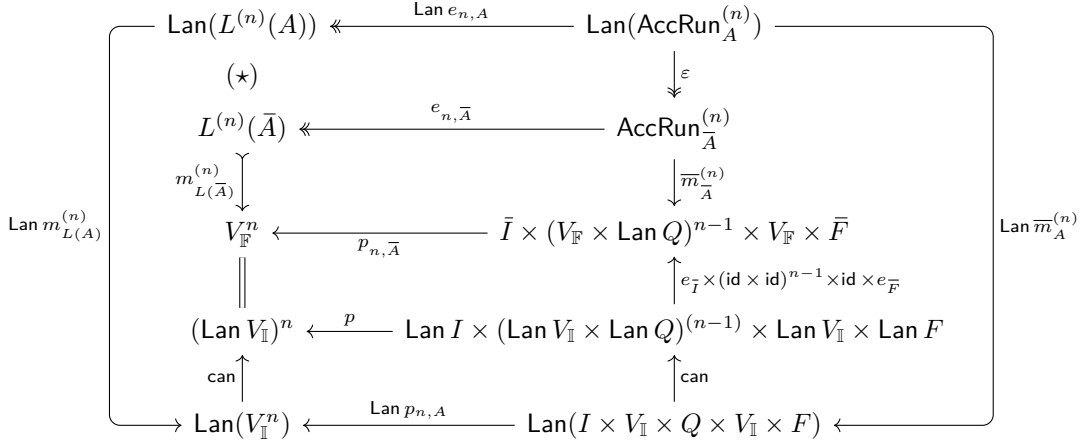 Lan(L^{(n)}(A)) Lan e_{n,A} Lan(AccRun_A^{(n)})
(⋆) ε
L^{(n)}(Ā) e_{n,Ā} AccRun_Ā^{(n)}
m_{L(Ā)}^{(n)} m̄_Ā^{(n)}
Lan m_{L(A)}^{(n)} Lan m̄_A^{(n)}
V_𝔽^n p_{n,Ā} Ī × (V_𝔽 × Lan Q)^{n−1} × V_𝔽 × F̄
e_Ī × (id × id)^{n−1} × id × e_F̄
(Lan V_𝕀)^n p Lan I × (Lan V_𝕀 × Lan Q)^{(n−1)} × Lan V_𝕀 × Lan F
can can
Lan(V_𝕀^n) Lan p_{n,A} Lan(I × V_𝕀 × Q × V_𝕀 × F)